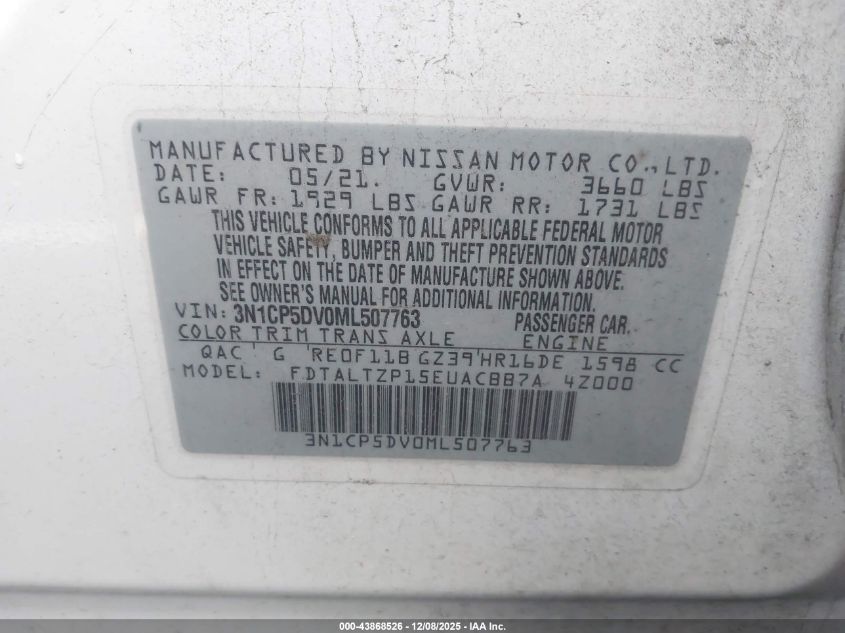 MANUFACTURED BY NISSAN MOTOR CO., LTD.
DATE: 05/21. GVWR: 3660 LBS
GAWR FR: 1929 LBS GAWR RR: 1731 LBS
THIS VEHICLE CONFORMS TO ALL APPLICABLE FEDERAL MOTOR
VEHICLE SAFETY, BUMPER AND THEFT PREVENTION STANDARDS
IN EFFECT ON THE DATE OF MANUFACTURE SHOWN ABOVE.
SEE OWNER'S MANUAL FOR ADDITIONAL INFORMATION.
VIN: 3N1CP5DV0ML507763 PASSENGER CAR.
COLOR TRIM TRANS AXLE ENGINE
QAC ' G 'RE0F11B GZ39'HR16DE 1598 CC
MODEL: FDTALTZP15EUACBB7A 4Z000
3N1CP5DV0ML507763
000-43868526 - 12/08/2025 - IAA Inc.